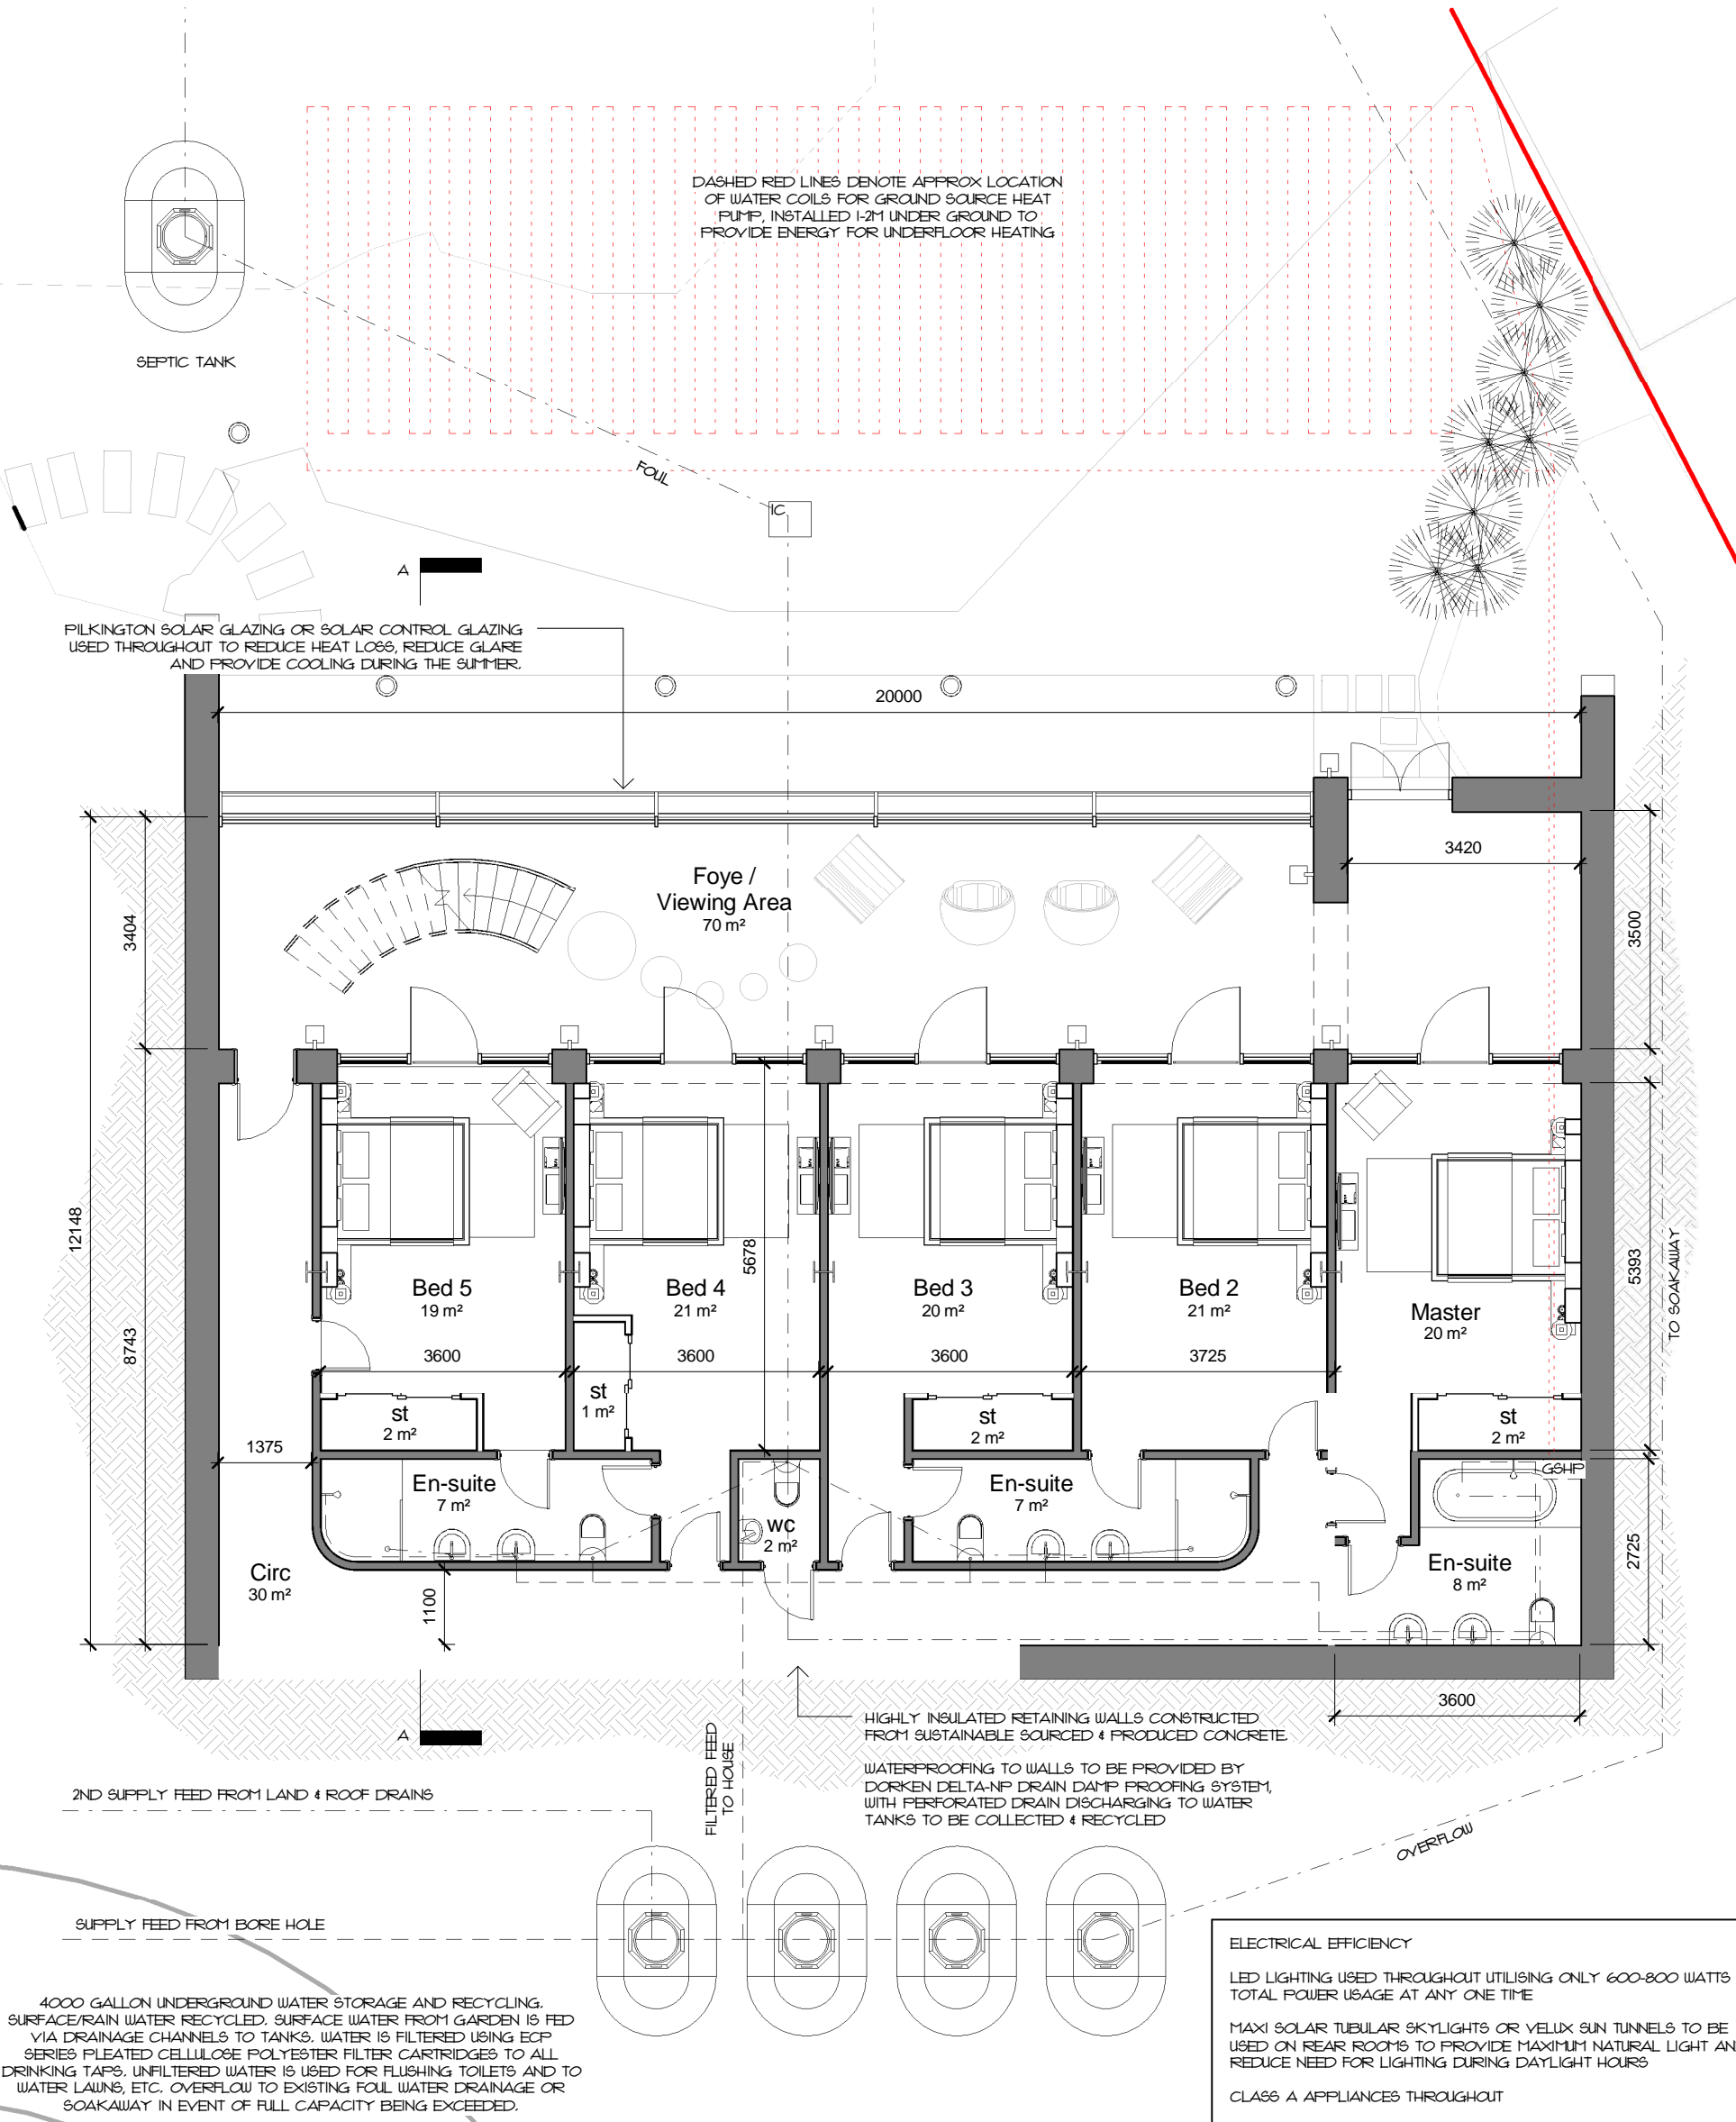 DASHED RED LINES DENOTE APPROX LOCATION
OF WATER COILS FOR GROUND SOURCE HEAT
PUMP, INSTALLED 1-2M UNDER GROUND TO
PROVIDE ENERGY FOR UNDERFLOOR HEATING
SEPTIC TANK
FOUL
IC
A
PILKINGTON SOLAR GLAZING OR SOLAR CONTROL GLAZING
USED THROUGHOUT TO REDUCE HEAT LOSS, REDUCE GLARE
AND PROVIDE COOLING DURING THE SUMMER.
20000
3420
Foye /
Viewing Area
70 m²
3404
3500
12148
8743
5678
5393
TO SOAKAWAY
Bed 5
19 m²
Bed 4
21 m²
Bed 3
20 m²
Bed 2
21 m²
Master
20 m²
3600
3600
3600
3725
st
2 m²
st
1 m²
st
2 m²
st
2 m²
1375
GSHP
En-suite
7 m²
En-suite
7 m²
wc
2 m²
En-suite
8 m²
2725
Circ
30 m²
1100
3600
A
HIGHLY INSULATED RETAINING WALLS CONSTRUCTED
FROM SUSTAINABLE SOURCED & PRODUCED CONCRETE.
WATERPROOFING TO WALLS TO BE PROVIDED BY
DORKEN DELTA-NP DRAIN DAMP PROOFING SYSTEM,
WITH PERFORATED DRAIN DISCHARGING TO WATER
TANKS TO BE COLLECTED & RECYCLED
FILTERED FEED
TO HOUSE
2ND SUPPLY FEED FROM LAND & ROOF DRAINS
OVERFLOW
SUPPLY FEED FROM BORE HOLE
4000 GALLON UNDERGROUND WATER STORAGE AND RECYCLING.
SURFACE/RAIN WATER RECYCLED. SURFACE WATER FROM GARDEN IS FED
VIA DRAINAGE CHANNELS TO TANKS. WATER IS FILTERED USING ECP
SERIES PLEATED CELLULOSE POLYESTER FILTER CARTRIDGES TO ALL
DRINKING TAPS. UNFILTERED WATER IS USED FOR FLUSHING TOILETS AND TO
WATER LAWNS, ETC. OVERFLOW TO EXISTING FOUL WATER DRAINAGE OR
SOAKAWAY IN EVENT OF FULL CAPACITY BEING EXCEEDED.
ELECTRICAL EFFICIENCY
LED LIGHTING USED THROUGHOUT UTILISING ONLY 600-800 WATTS
TOTAL POWER USAGE AT ANY ONE TIME
MAXI SOLAR TUBULAR SKYLIGHTS OR VELUX SUN TUNNELS TO BE
USED ON REAR ROOMS TO PROVIDE MAXIMUM NATURAL LIGHT AN
REDUCE NEED FOR LIGHTING DURING DAYLIGHT HOURS
CLASS A APPLIANCES THROUGHOUT